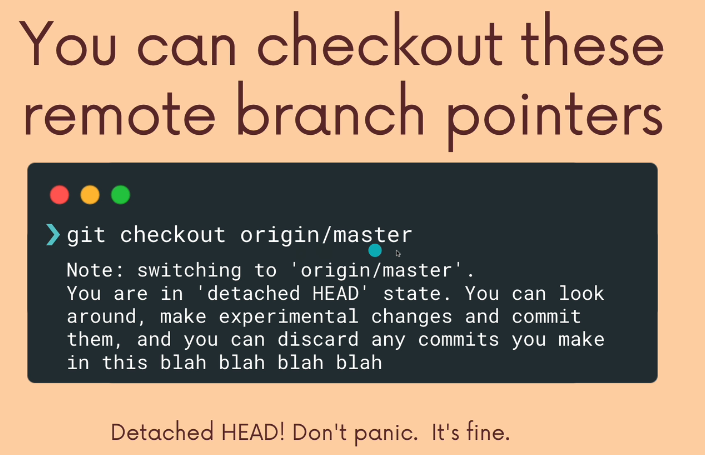 You can checkout these
remote branch pointers
❯ git checkout origin/master
Note: switching to 'origin/master'.
You are in 'detached HEAD' state. You can look
around, make experimental changes and commit
them, and you can discard any commits you make
in this blah blah blah blah
Detached HEAD! Don't panic. It's fine.